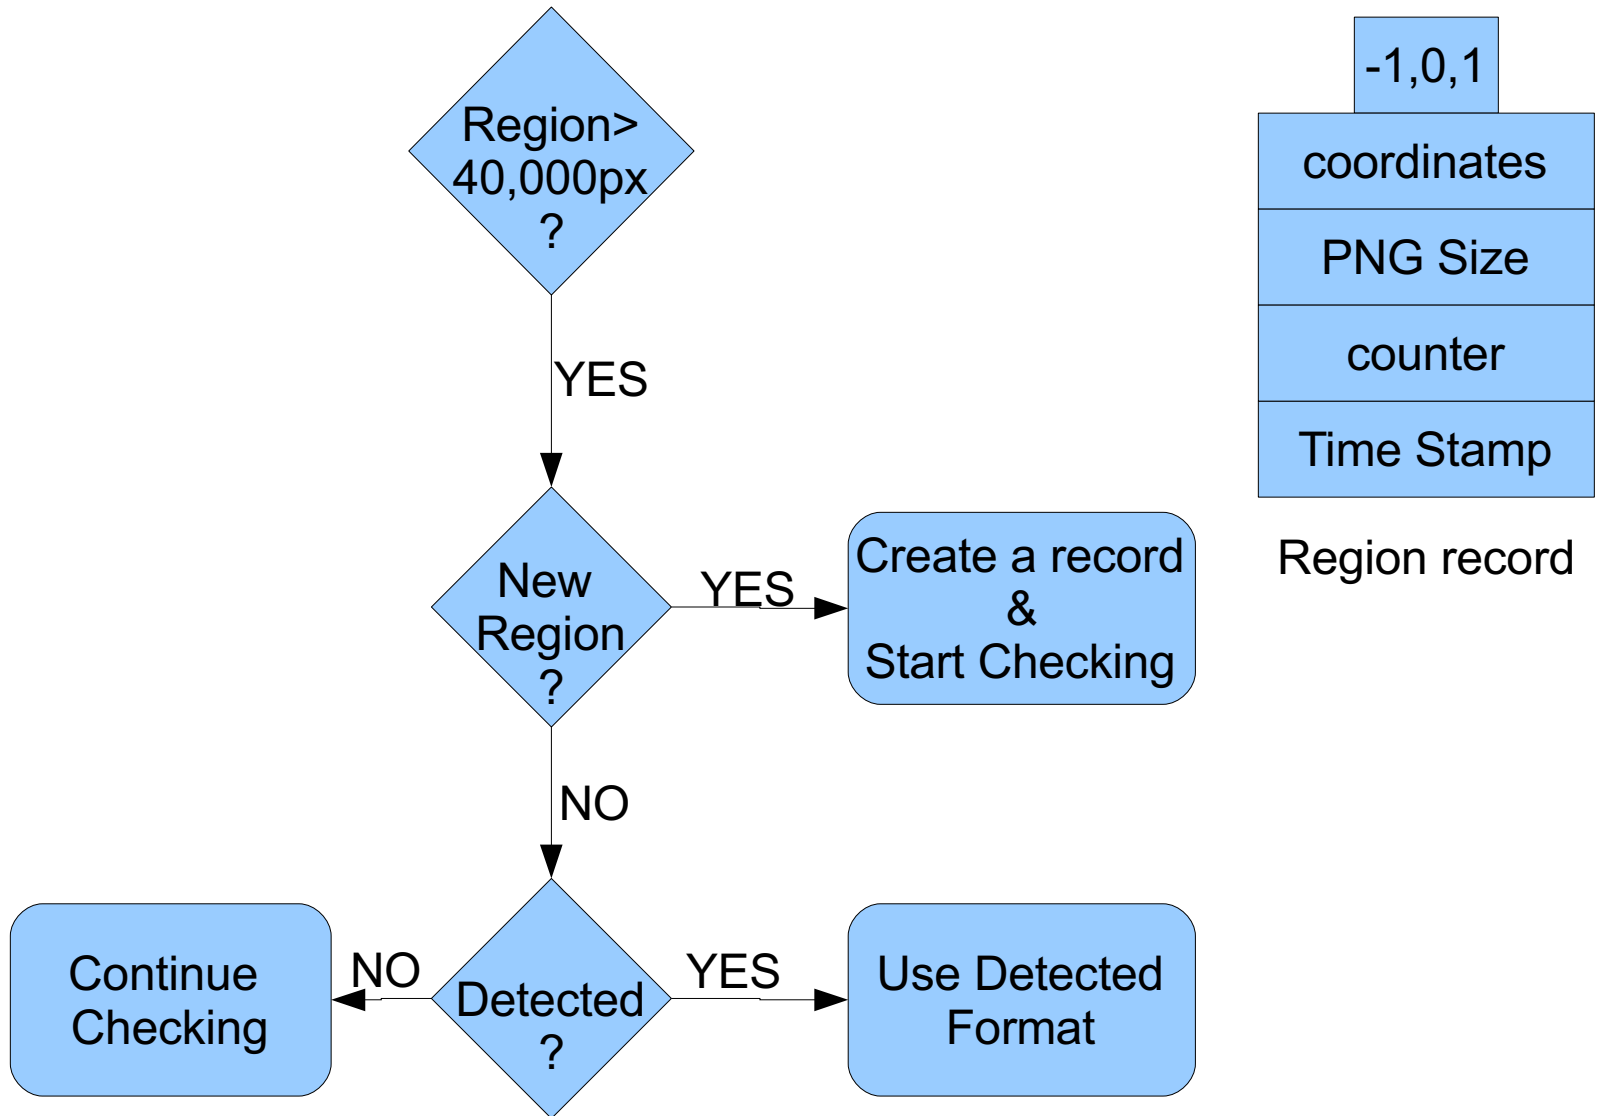 Region>
40,000px
?
YES
New
Region
?
YES
Create a record
&
Start Checking
NO
Detected
?
NO
Continue
Checking
YES
Use Detected
Format
-1,0,1
coordinates
PNG Size
counter
Time Stamp
Region record